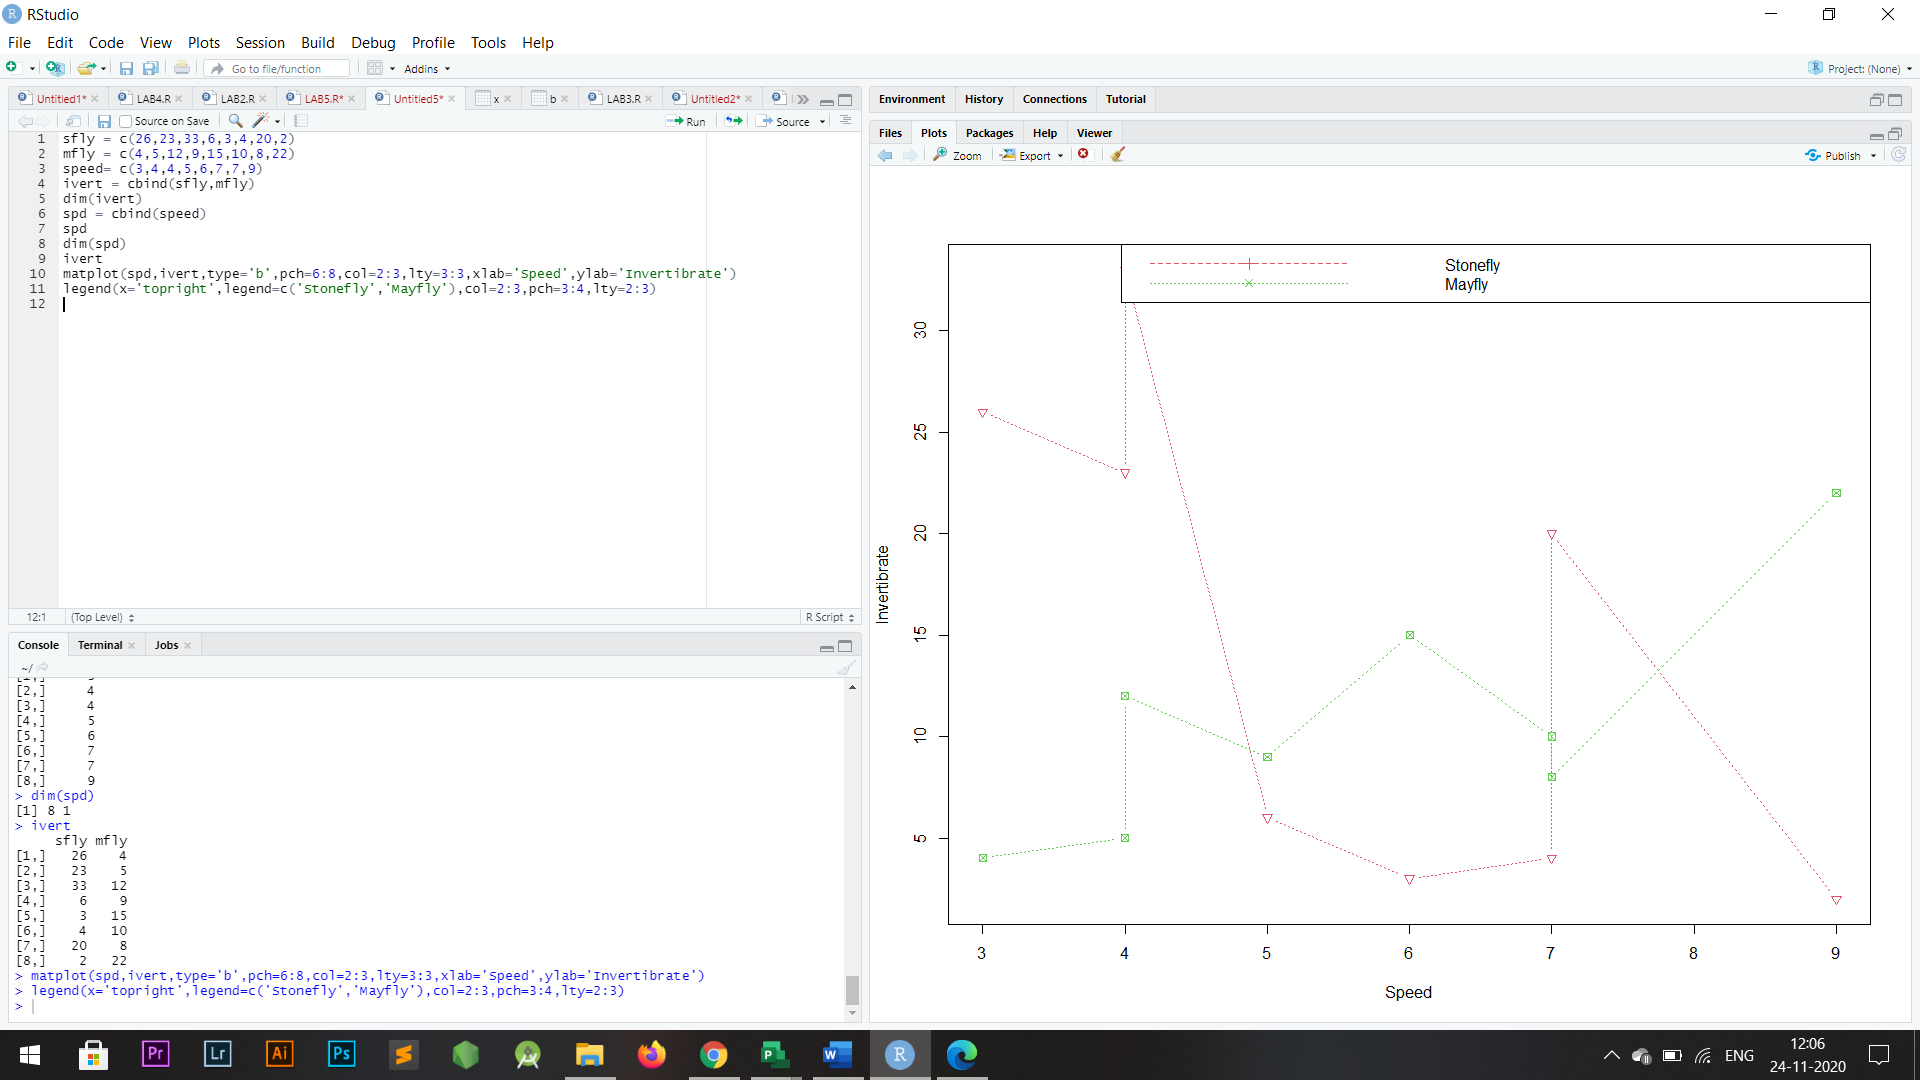 RStudio
File Edit Code View Plots Session Build Debug Profile Tools Help
Go to file/function Addins Project: (None)
Untitled1* LAB4.R LAB2.R LAB5.R* Untitled5* x b LAB3.R Untitled2*
Source on Save Run Source
1 sfly = c(26,23,33,6,3,4,20,2)
2 mfly = c(4,5,12,9,15,10,8,22)
3 speed= c(3,4,4,5,6,7,7,9)
4 ivert = cbind(sfly,mfly)
5 dim(ivert)
6 spd = cbind(speed)
7 spd
8 dim(spd)
9 ivert
10 matplot(spd,ivert,type='b',pch=6:8,col=2:3,lty=3:3,xlab='Speed',ylab='Invertibrate')
11 legend(x='topright',legend=c('Stonefly','Mayfly'),col=2:3,pch=3:4,lty=2:3)
12
12:1 (Top Level) R Script
Console Terminal Jobs
~/
[2,] 4
[3,] 4
[4,] 5
[5,] 6
[6,] 7
[7,] 7
[8,] 9
> dim(spd)
[1] 8 1
> ivert
sfly mfly
[1,] 26 4
[2,] 23 5
[3,] 33 12
[4,] 6 9
[5,] 3 15
[6,] 4 10
[7,] 20 8
[8,] 2 22
> matplot(spd,ivert,type='b',pch=6:8,col=2:3,lty=3:3,xlab='Speed',ylab='Invertibrate')
> legend(x='topright',legend=c('Stonefly','Mayfly'),col=2:3,pch=3:4,lty=2:3)
>
Environment History Connections Tutorial
Files Plots Packages Help Viewer
Zoom Export Publish
Stonefly
Mayfly
30
25
20
15
10
5
Invertibrate
3 4 5 6 7 8 9
Speed
Pr Lr Ai Ps S P W R
ENG
12:06
24-11-2020